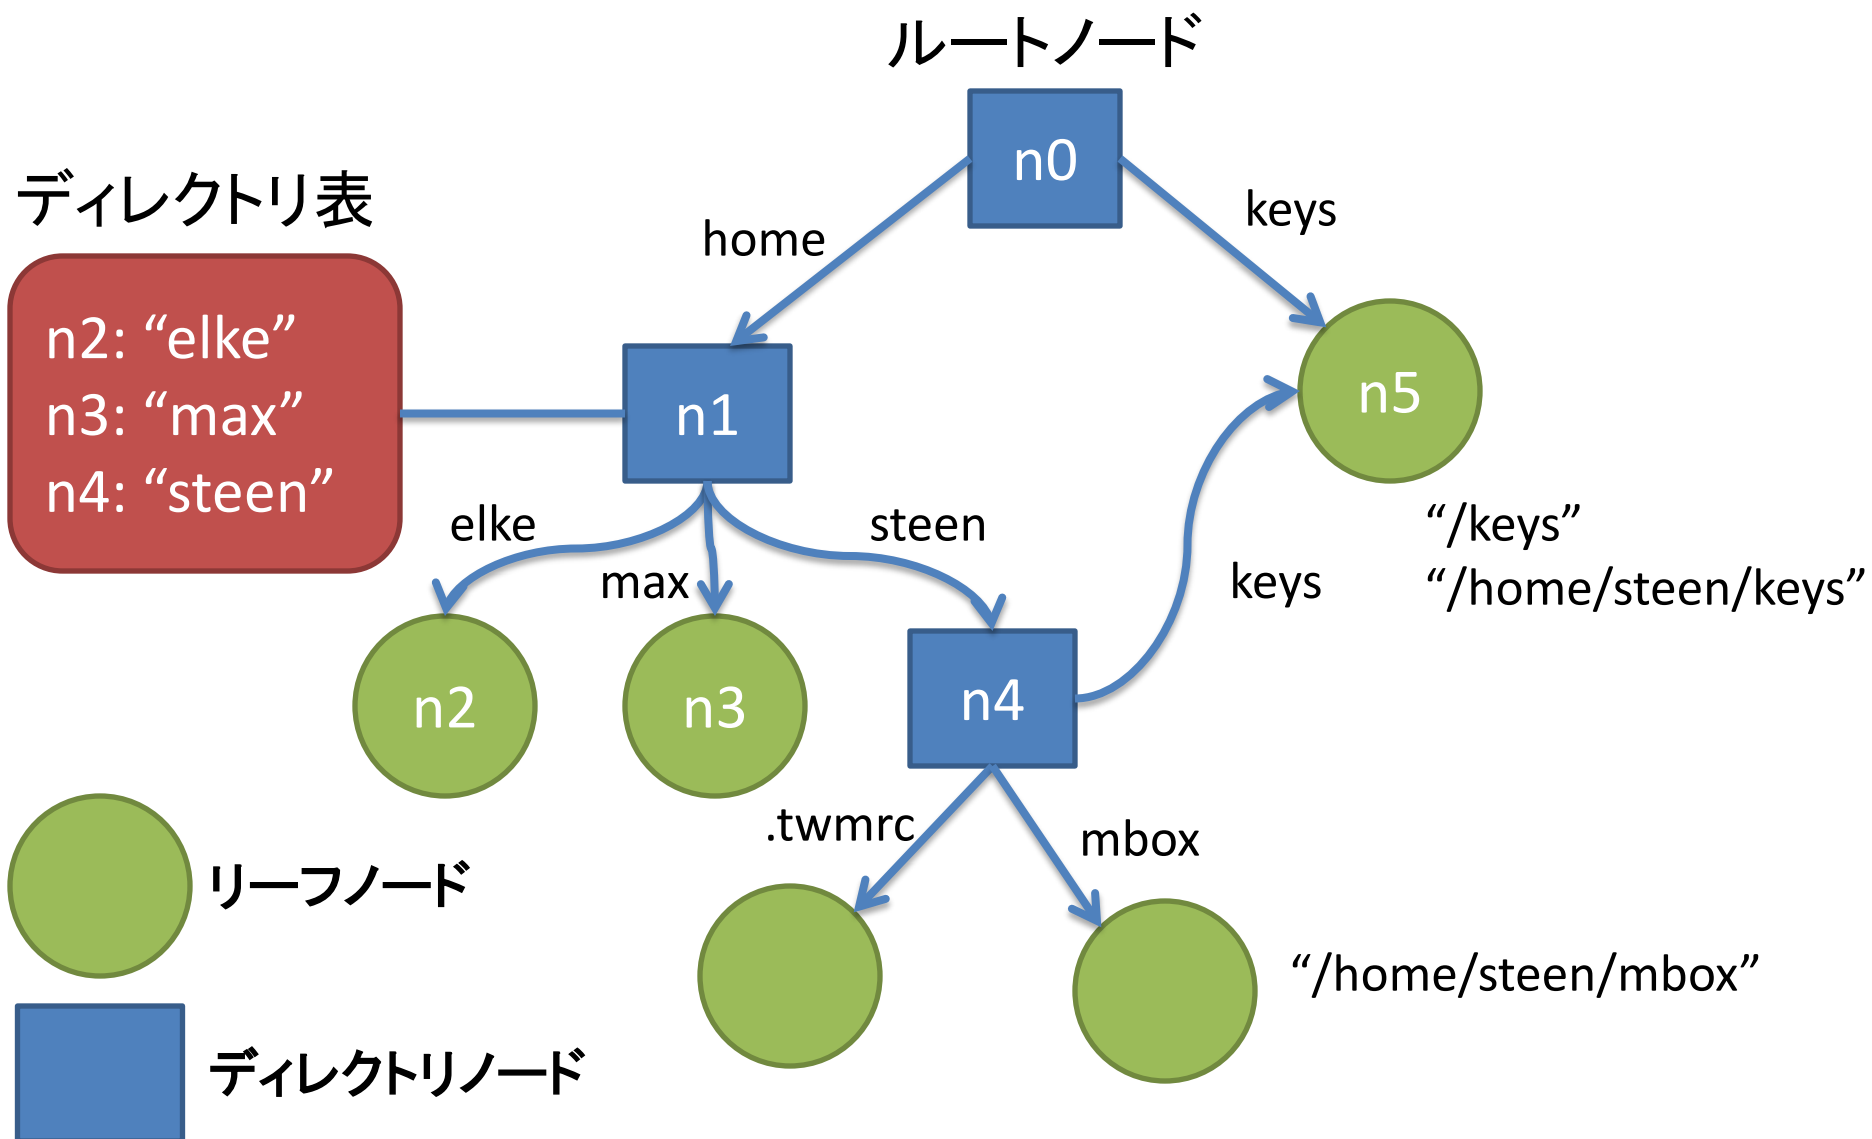 ルートノード
n0
keys
home
ディレクトリ表
n2: “elke”
n3: “max”
n4: “steen”
n1
n5
elke
steen
max
keys
“/keys”
“/home/steen/keys”
n2
n3
n4
.twmrc
mbox
リーフノード
“/home/steen/mbox”
ディレクトリノード